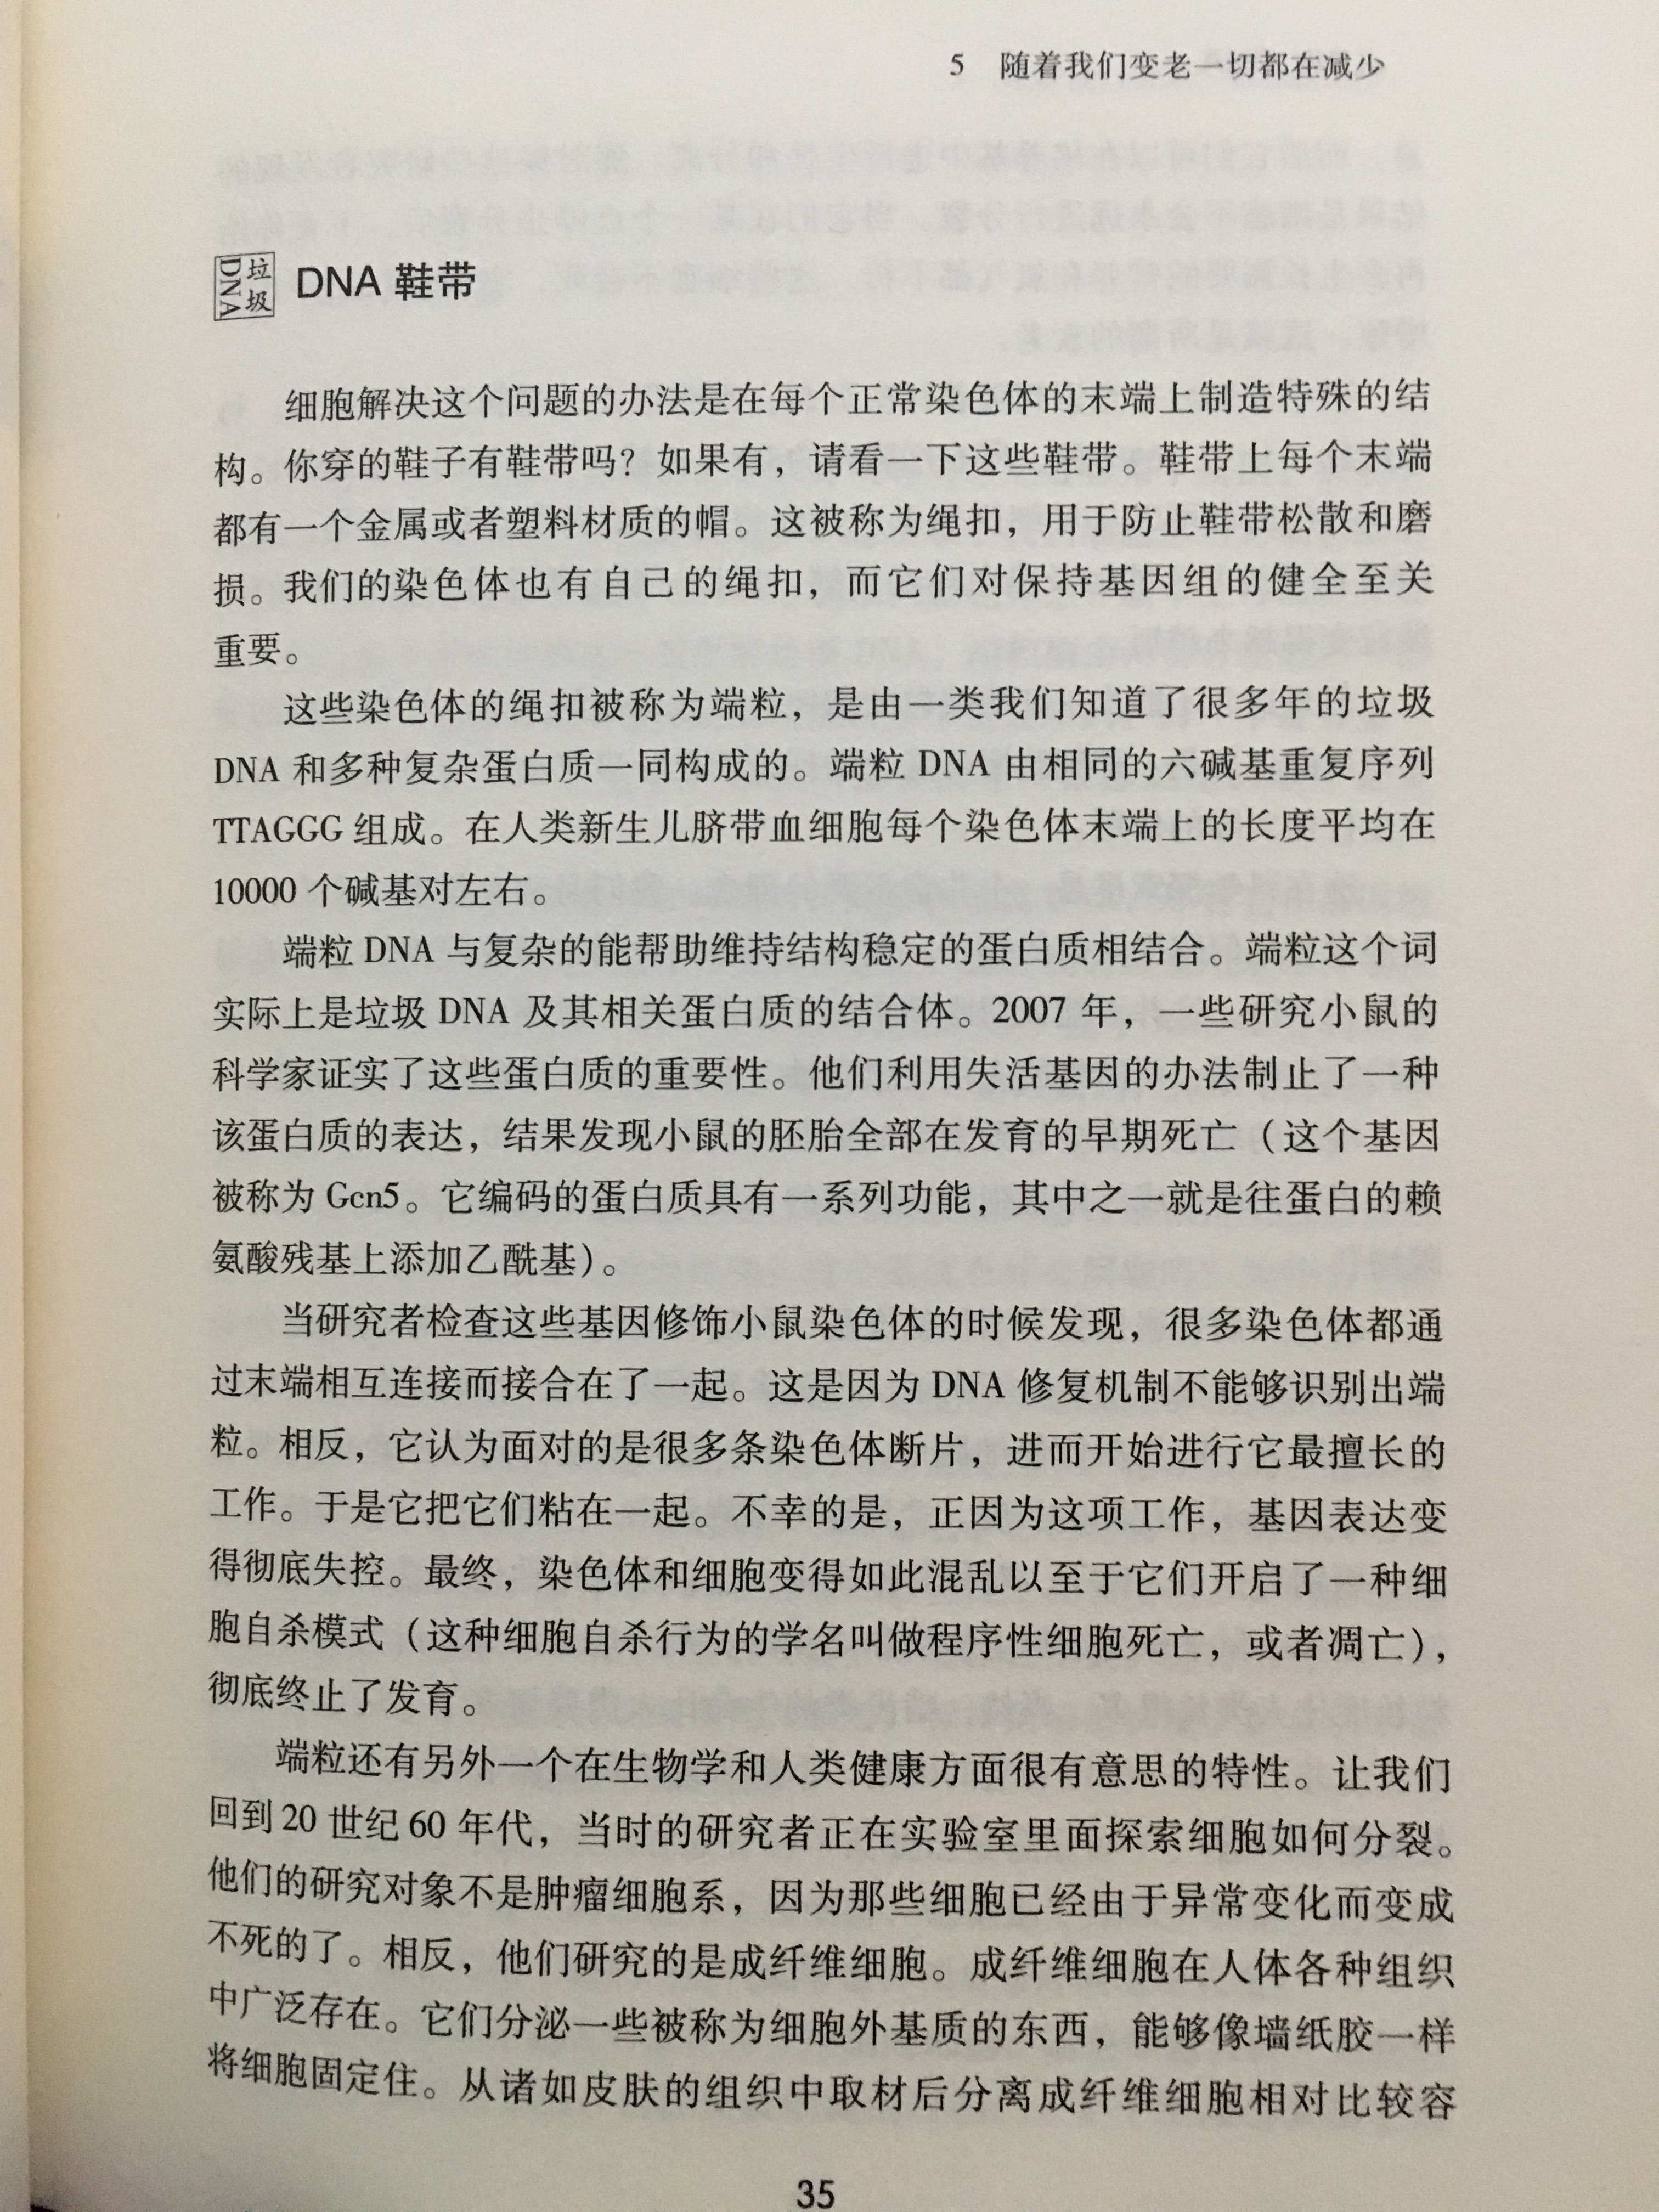 5 随着我们变老一切都在减少
垃圾 DNA DNA 鞋带
细胞解决这个问题的办法是在每个正常染色体的末端上制造特殊的结
构。你穿的鞋子有鞋带吗？如果有，请看一下这些鞋带。鞋带上每个末端
都有一个金属或者塑料材质的帽。这被称为绳扣，用于防止鞋带松散和磨
损。我们的染色体也有自己的绳扣，而它们对保持基因组的健全至关
重要。
这些染色体的绳扣被称为端粒，是由一类我们知道了很多年的垃圾
DNA 和多种复杂蛋白质一同构成的。端粒 DNA 由相同的六碱基重复序列
TTAGGG 组成。在人类新生儿脐带血细胞每个染色体末端上的长度平均在
10000 个碱基对左右。
端粒 DNA 与复杂的能帮助维持结构稳定的蛋白质相结合。端粒这个词
实际上是垃圾 DNA 及其相关蛋白质的结合体。2007 年，一些研究小鼠的
科学家证实了这些蛋白质的重要性。他们利用失活基因的办法制止了一种
该蛋白质的表达，结果发现小鼠的胚胎全部在发育的早期死亡（这个基因
被称为 Gcn5。它编码的蛋白质具有一系列功能，其中之一就是往蛋白的赖
氨酸残基上添加乙酰基）。
当研究者检查这些基因修饰小鼠染色体的时候发现，很多染色体都通
过末端相互连接而接合在了一起。这是因为 DNA 修复机制不能够识别出端
粒。相反，它认为面对的是很多条染色体断片，进而开始进行它最擅长的
工作。于是它把它们粘在一起。不幸的是，正因为这项工作，基因表达变
得彻底失控。最终，染色体和细胞变得如此混乱以至于它们开启了一种细
胞自杀模式（这种细胞自杀行为的学名叫做程序性细胞死亡，或者凋亡），
彻底终止了发育。
端粒还有另外一个在生物学和人类健康方面很有意思的特性。让我们
回到 20 世纪 60 年代，当时的研究者正在实验室里面探索细胞如何分裂。
他们的研究对象不是肿瘤细胞系，因为那些细胞已经由于异常变化而变成
不死的了。相反，他们研究的是成纤维细胞。成纤维细胞在人体各种组织
中广泛存在。它们分泌一些被称为细胞外基质的东西，能够像墙纸胶一样
将细胞固定住。从诸如皮肤的组织中取材后分离成纤维细胞相对比较容
35